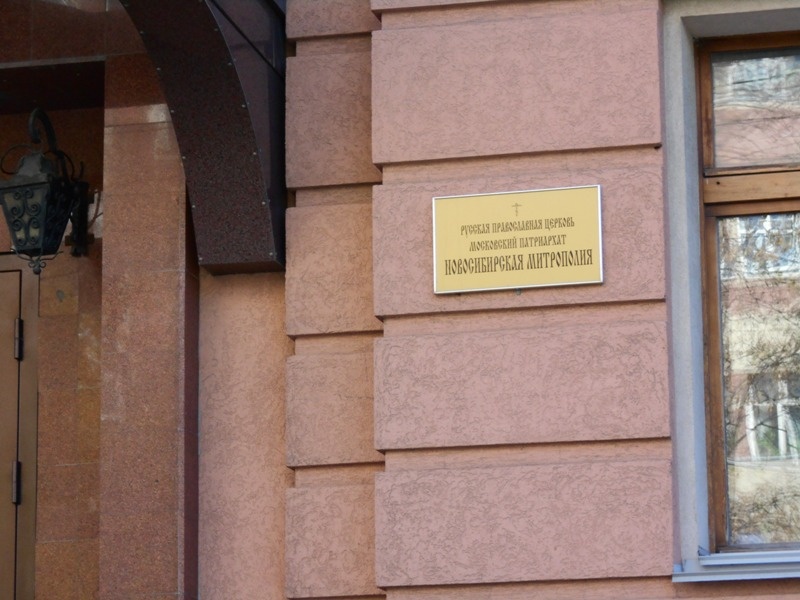 РУССКАЯ ПРАВОСЛАВНАЯ ЦЕРКОВЬ
МОСКОВСКИЙ ПАТРИАРХАТ
НОВОСИБИРСКАЯ МИТРОПОЛИЯ